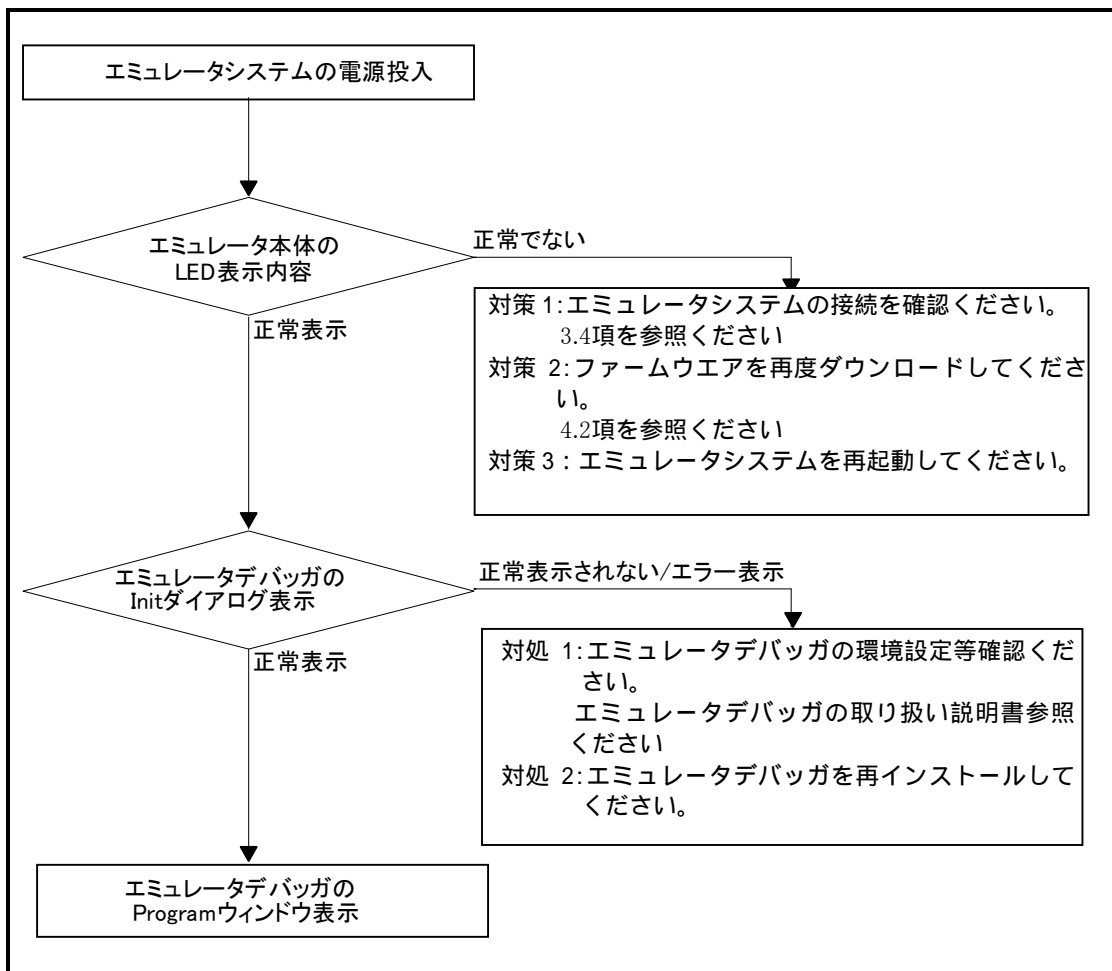 エミュレータシステムの電源投入
エミュレータ本体の
LED表示内容
正常でない
正常表示
対策 1:エミュレータシステムの接続を確認ください。
3.4項を参照ください
対策 2:ファームウエアを再度ダウンロードしてくださ
い。
4.2項を参照ください
対策 3：エミュレータシステムを再起動してください。
エミュレータデバッガの
Initダイアログ表示
正常表示されない/エラー表示
正常表示
対処 1:エミュレータデバッガの環境設定等確認くだ
さい。
エミュレータデバッガの取り扱い説明書参照
ください
対処 2:エミュレータデバッガを再インストールして
ください。
エミュレータデバッガの
Programウィンドウ表示